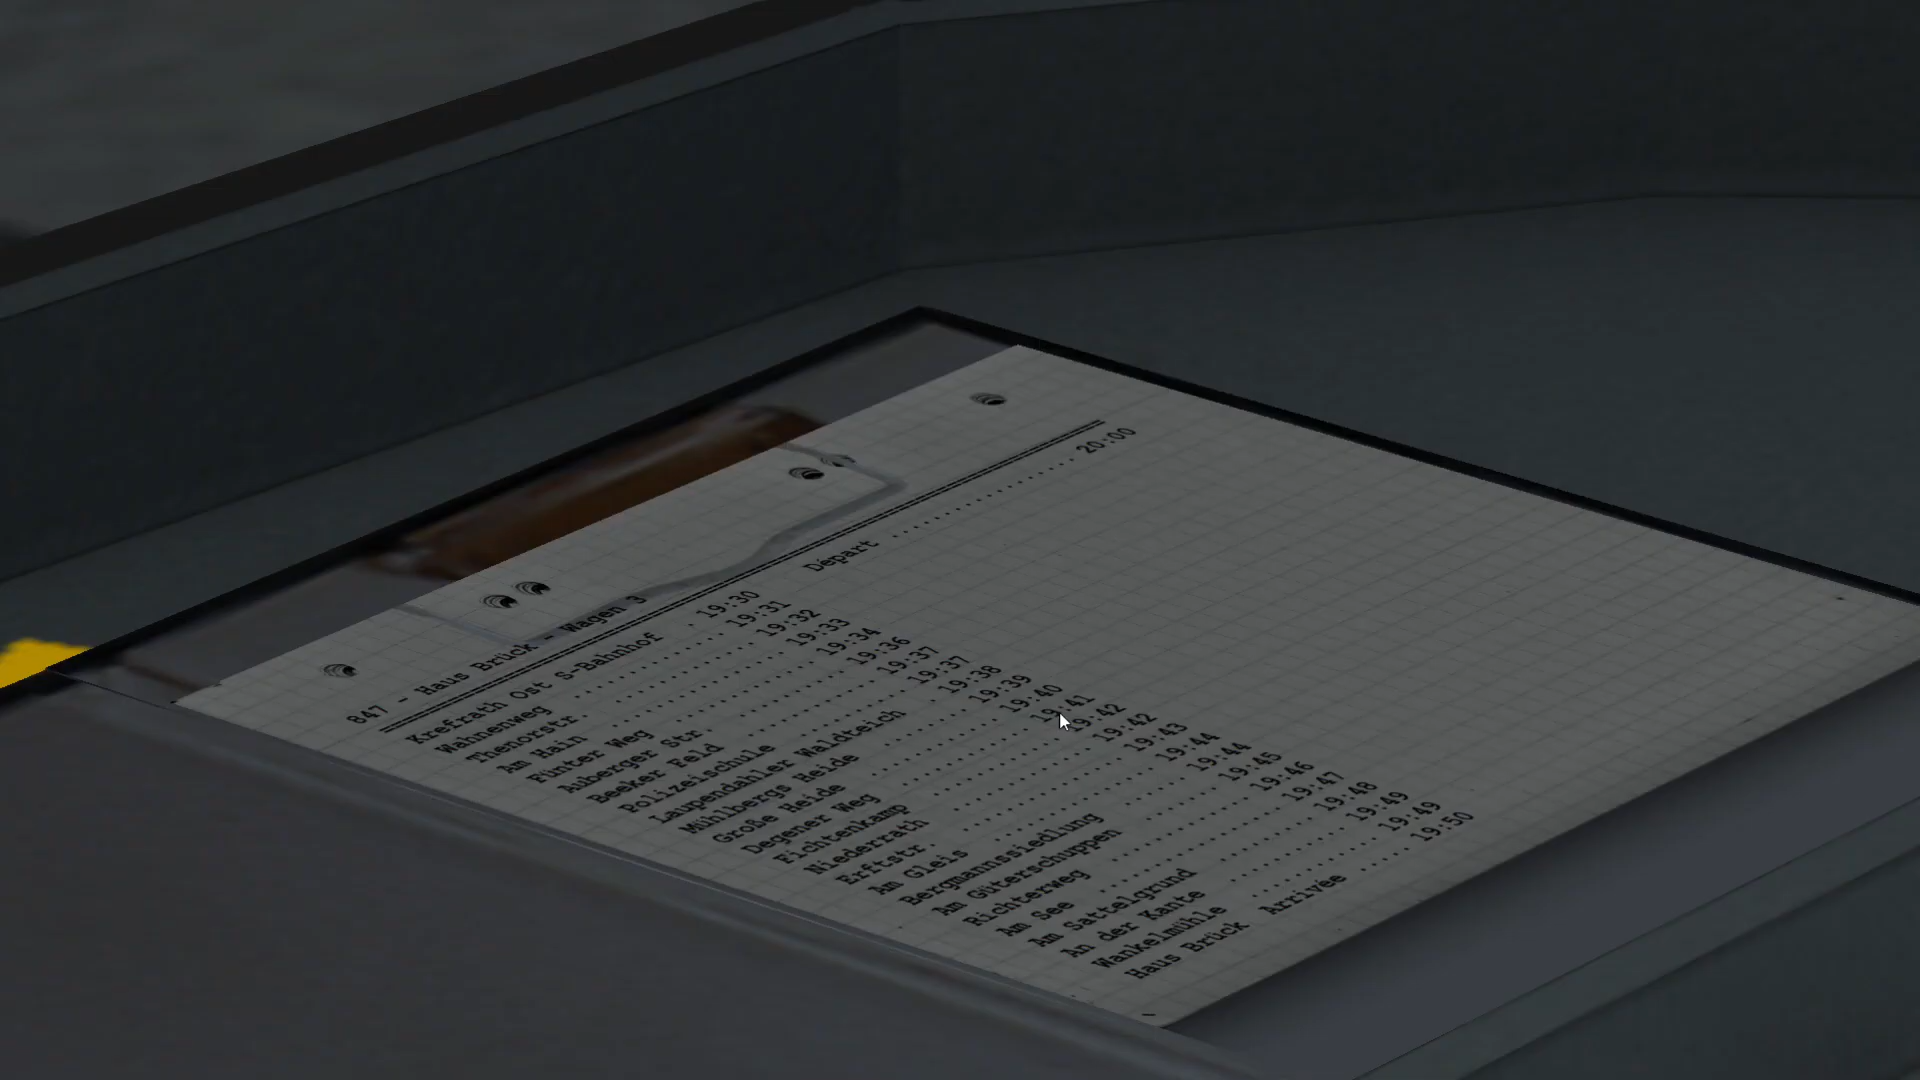 847 - Haus Brück - Wagen 3
Krefrath Ost S-Bahnhof . 19:30 Départ .................... 20:00
Wahnenweg ................ 19:31
Thenorstr. ............... 19:32
Am Hain .................. 19:33
Fünter Weg ............... 19:34
Auberger Str. ............ 19:36
Beeker Feld .............. 19:37
Polizeischule ............ 19:37
Laupendahler Waldteich ... 19:38
Mühlbergs Heide .......... 19:39
Große Heide .............. 19:40
Degener Weg .............. 19:41
Fichtenkamp .............. 19:42
Niederrath ............... 19:42
Erftstr. ................. 19:43
Am Gleis ................. 19:44
Bergmannssiedlung ........ 19:44
Am Güterschuppen ......... 19:45
Richterweg ............... 19:46
Am See ................... 19:47
Am Sattelgrund ........... 19:48
An der Kante ............. 19:49
Wankelmühle .............. 19:49
Haus Brück Arrivée ..... 19:50